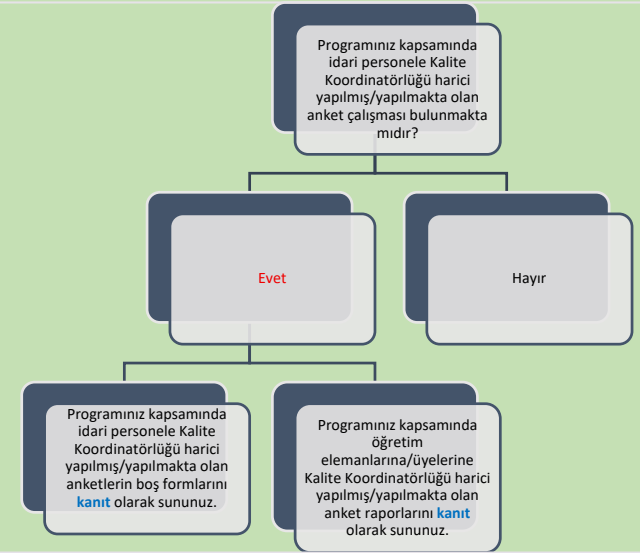 Programınız kapsamında
idari personele Kalite
Koordinatörlüğü harici
yapılmış/yapılmakta olan
anket çalışması bulunmakta
mıdır?
Evet
Hayır
Programınız kapsamında
idari personele Kalite
Koordinatörlüğü harici
yapılmış/yapılmakta olan
anketlerin boş formlarını
kanıt olarak sununuz.
Programınız kapsamında
öğretim
elemanlarına/üyelerine
Kalite Koordinatörlüğü harici
yapılmış/yapılmakta olan
anket raporlarını kanıt
olarak sununuz.